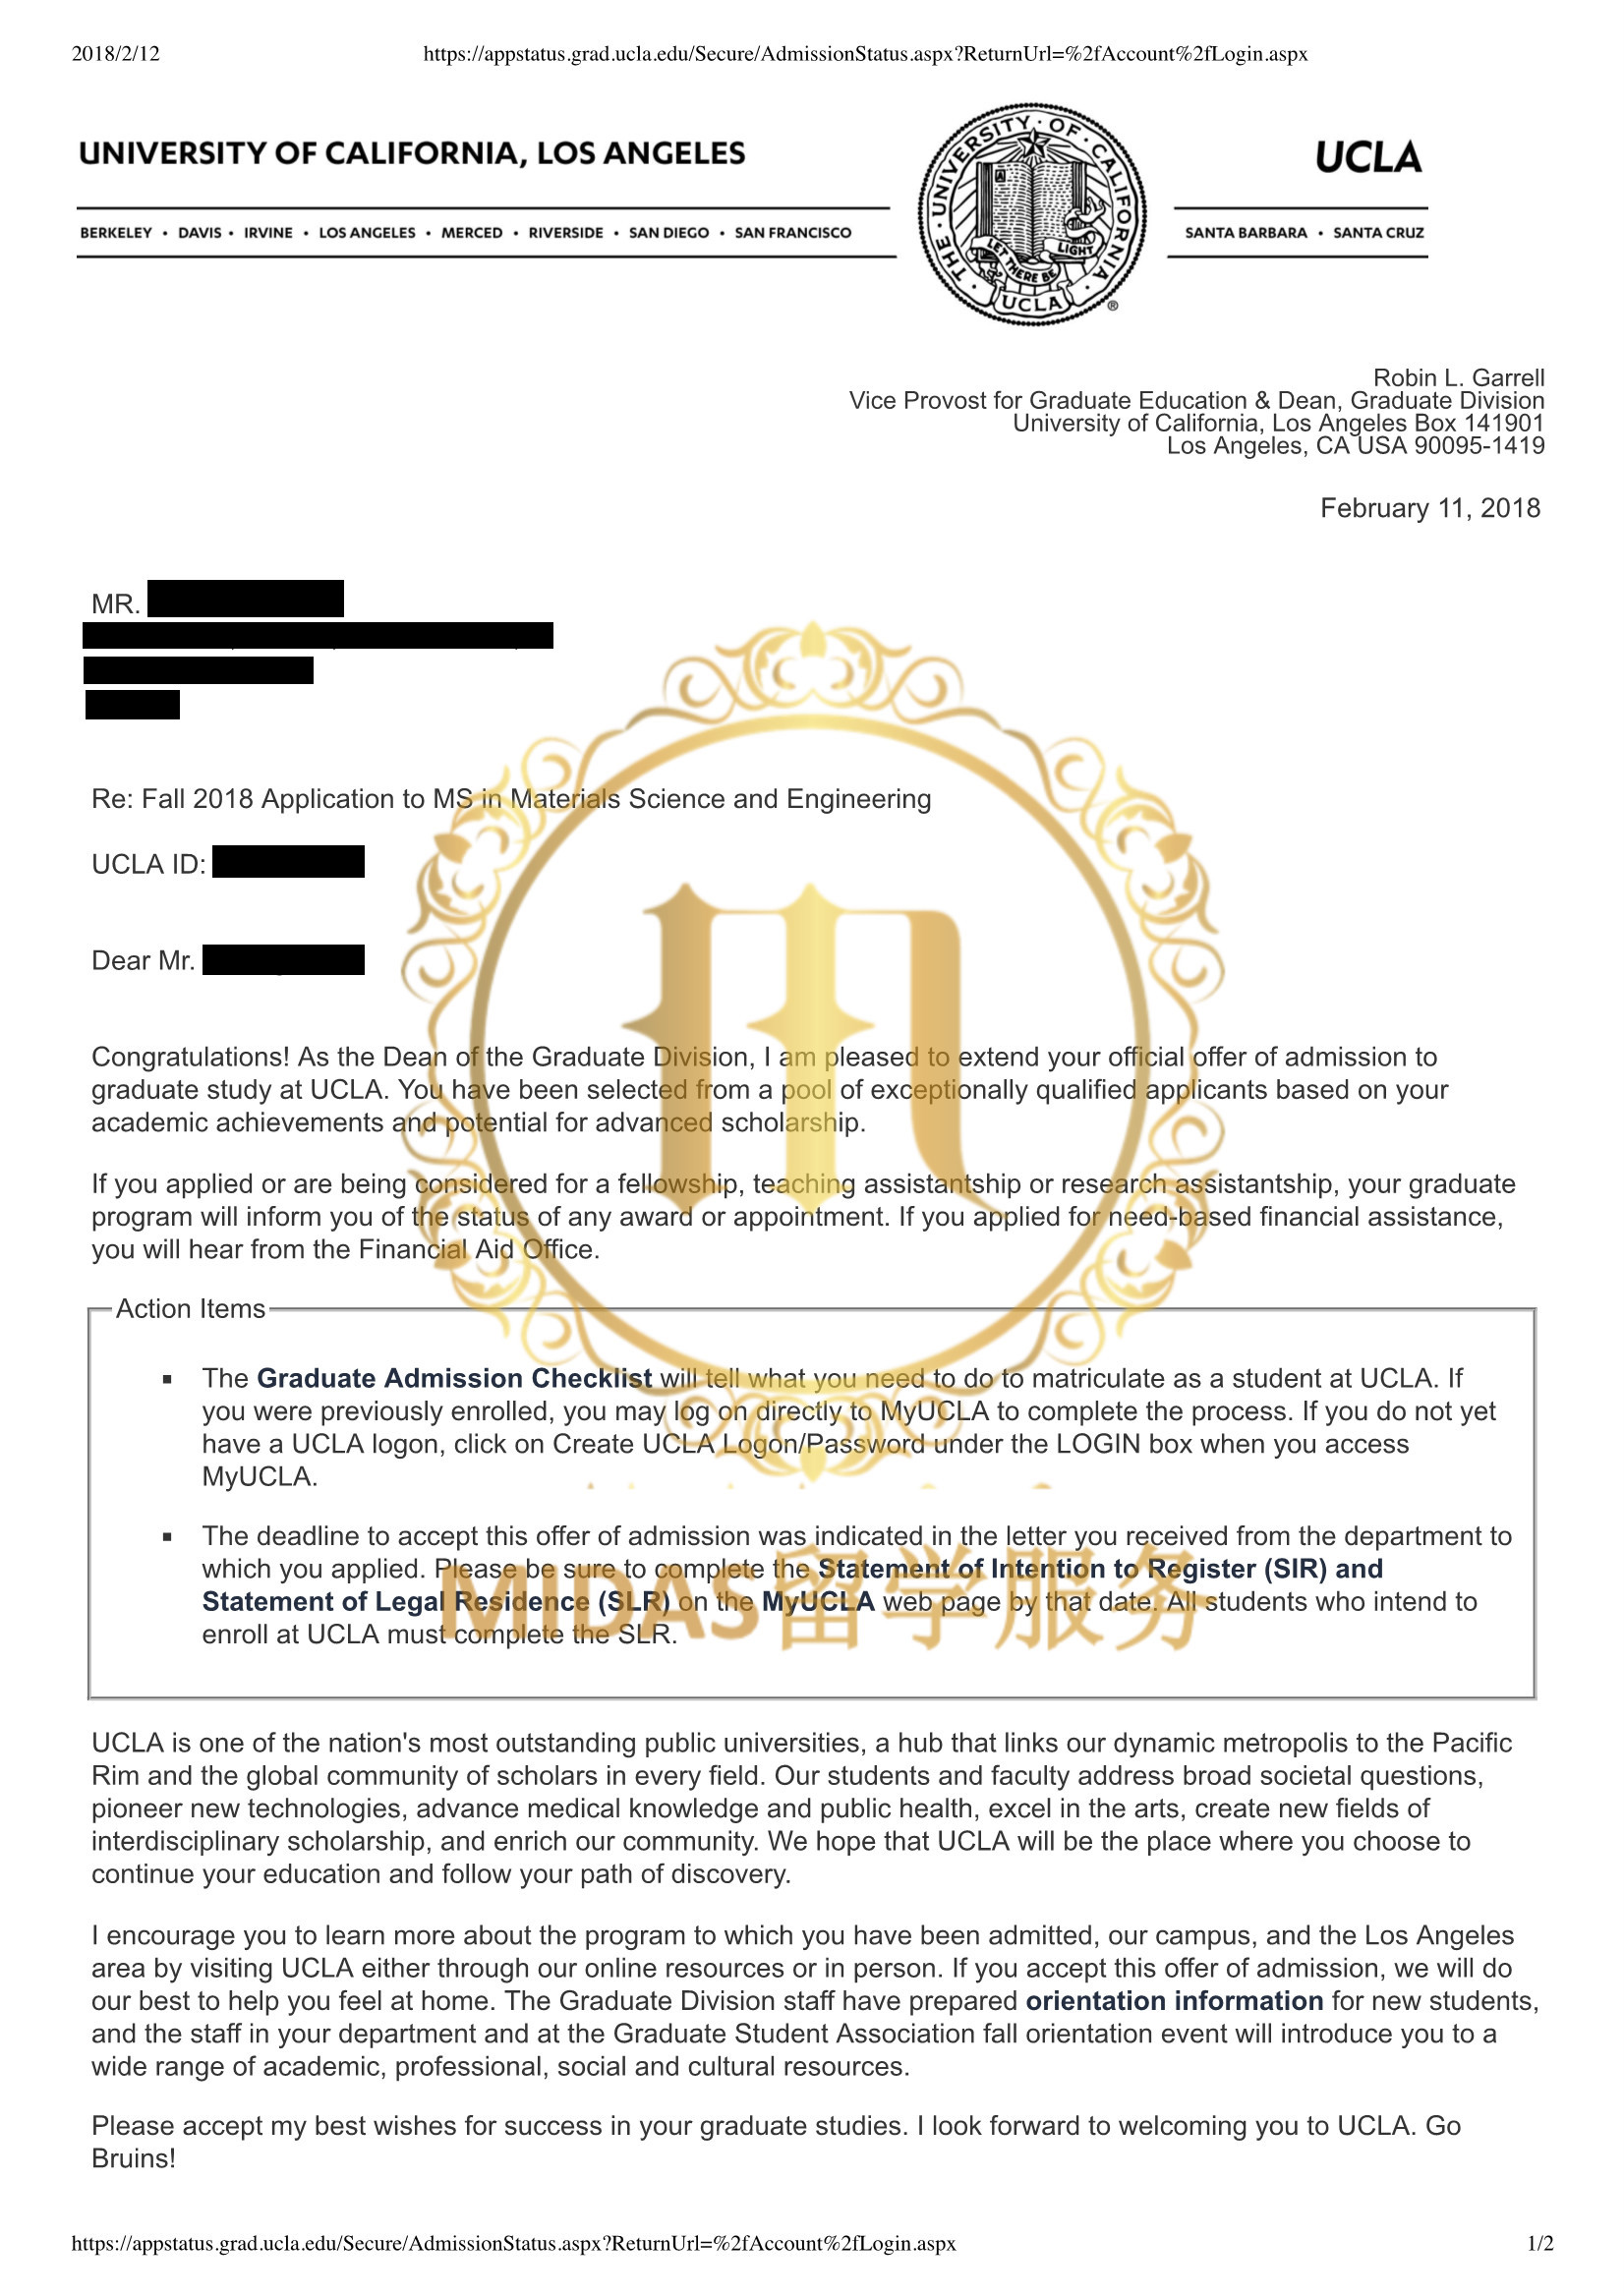 2018/2/12 https://appstatus.grad.ucla.edu/Secure/AdmissionStatus.aspx?ReturnUrl=%2fAccount%2fLogin.aspx
UNIVERSITY OF CALIFORNIA, LOS ANGELES
UCLA
BERKELEY • DAVIS • IRVINE • LOS ANGELES • MERCED • RIVERSIDE • SAN DIEGO • SAN FRANCISCO
SANTA BARBARA • SANTA CRUZ
THE · UNIVERSITY · OF · CALIFORNIA ·
LET THERE BE LIGHT
UCLA
®
Robin L. Garrell
Vice Provost for Graduate Education & Dean, Graduate Division
University of California, Los Angeles Box 141901
Los Angeles, CA USA 90095-1419
February 11, 2018
MR.
Re: Fall 2018 Application to MS in Materials Science and Engineering
UCLA ID:
Dear Mr.
Congratulations! As the Dean of the Graduate Division, I am pleased to extend your official offer of admission to
graduate study at UCLA. You have been selected from a pool of exceptionally qualified applicants based on your
academic achievements and potential for advanced scholarship.
If you applied or are being considered for a fellowship, teaching assistantship or research assistantship, your graduate
program will inform you of the status of any award or appointment. If you applied for need-based financial assistance,
you will hear from the Financial Aid Office.
Action Items
▪ The Graduate Admission Checklist will tell what you need to do to matriculate as a student at UCLA. If
you were previously enrolled, you may log on directly to MyUCLA to complete the process. If you do not yet
have a UCLA logon, click on Create UCLA Logon/Password under the LOGIN box when you access
MyUCLA.
▪ The deadline to accept this offer of admission was indicated in the letter you received from the department to
which you applied. Please be sure to complete the Statement of Intention to Register (SIR) and
Statement of Legal Residence (SLR) on the MyUCLA web page by that date. All students who intend to
enroll at UCLA must complete the SLR.
MIDAS留学服务
UCLA is one of the nation's most outstanding public universities, a hub that links our dynamic metropolis to the Pacific
Rim and the global community of scholars in every field. Our students and faculty address broad societal questions,
pioneer new technologies, advance medical knowledge and public health, excel in the arts, create new fields of
interdisciplinary scholarship, and enrich our community. We hope that UCLA will be the place where you choose to
continue your education and follow your path of discovery.
I encourage you to learn more about the program to which you have been admitted, our campus, and the Los Angeles
area by visiting UCLA either through our online resources or in person. If you accept this offer of admission, we will do
our best to help you feel at home. The Graduate Division staff have prepared orientation information for new students,
and the staff in your department and at the Graduate Student Association fall orientation event will introduce you to a
wide range of academic, professional, social and cultural resources.
Please accept my best wishes for success in your graduate studies. I look forward to welcoming you to UCLA. Go
Bruins!
https://appstatus.grad.ucla.edu/Secure/AdmissionStatus.aspx?ReturnUrl=%2fAccount%2fLogin.aspx 1/2